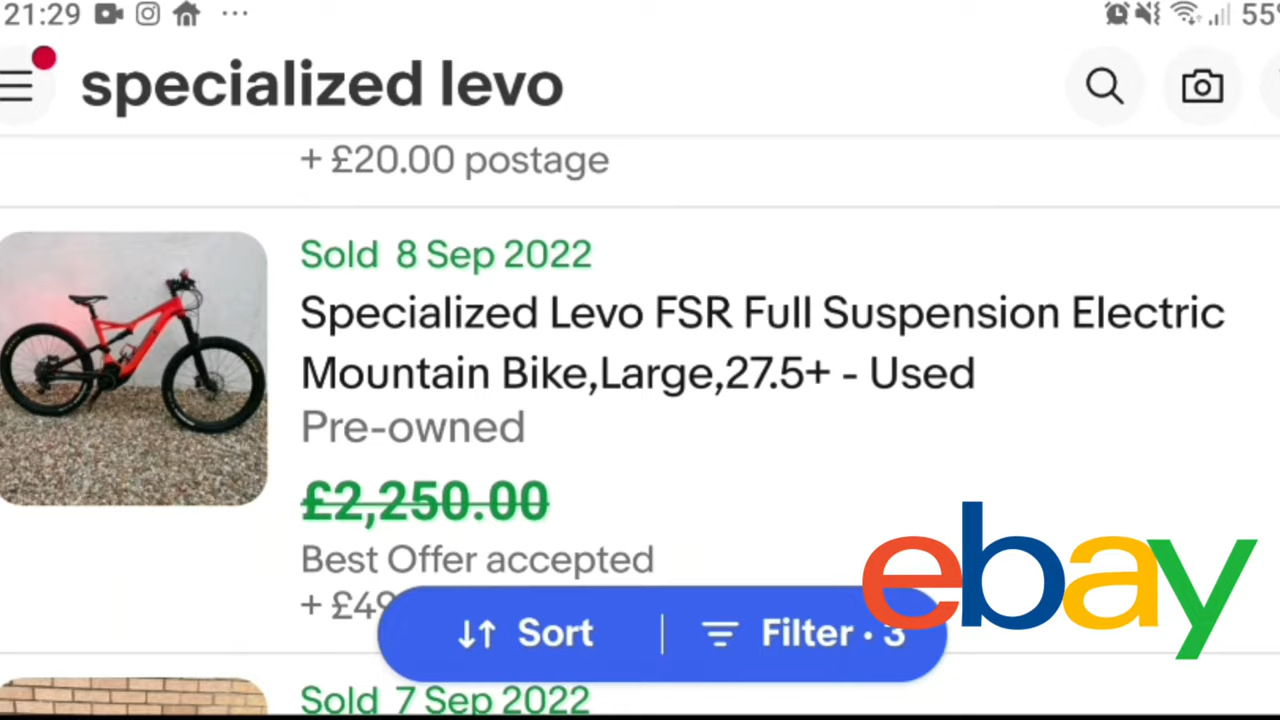 21:29
55%
specialized levo
+ £20.00 postage
Sold 8 Sep 2022
Specialized Levo FSR Full Suspension Electric
Mountain Bike,Large,27.5+ - Used
Pre-owned
£2,250.00
Best Offer accepted
+ £49
Sort
Filter • 3
ebay
Sold 7 Sep 2022